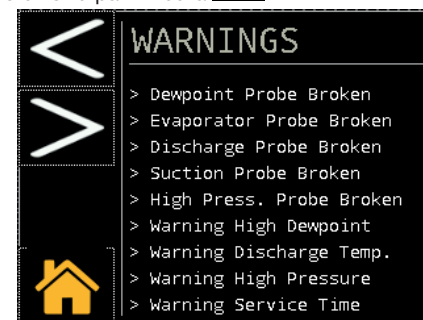 WARNINGS
> Dewpoint Probe Broken
> Evaporator Probe Broken
> Discharge Probe Broken
> Suction Probe Broken
> High Press. Probe Broken
> Warning High Dewpoint
> Warning Discharge Temp.
> Warning High Pressure
> Warning Service Time